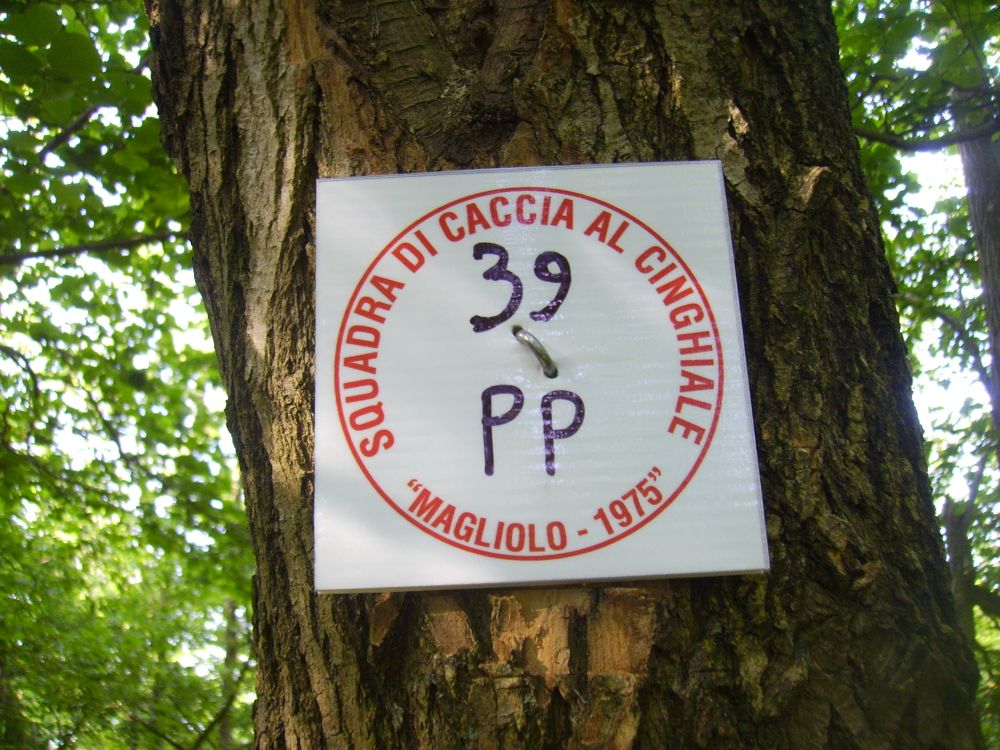 SQUADRA DI CACCIA AL CINGHIALE
39
PP
“MAGLIOLO - 1975”